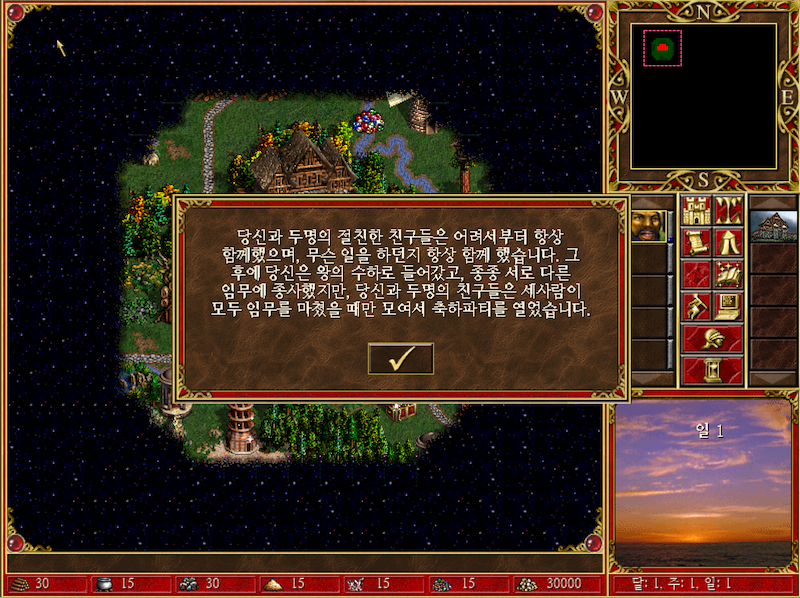 N
W
E
S
당신과 두명의 절친한 친구들은 어려서부터 항상
함께했으며, 무슨 일을 하던지 항상 함께 했습니다. 그
후에 당신은 왕의 수하로 들어갔고, 종종 서로 다른
임무에 종사했지만, 당신과 두명의 친구들은 세사람이
모두 임무를 마쳤을 때만 모여서 축하파터를 열었습니다.
일 1
30
15
30
15
15
15
30000
달: 1, 주: 1, 일: 1